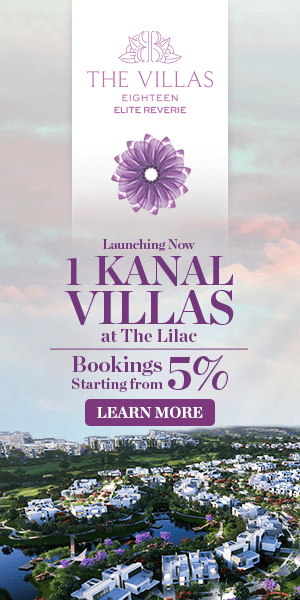 THE VILLAS
EIGHTEEN
ELITE REVERIE
Launching Now
1 KANAL
VILLAS
at The Lilac
Bookings
Starting from 5%
LEARN MORE